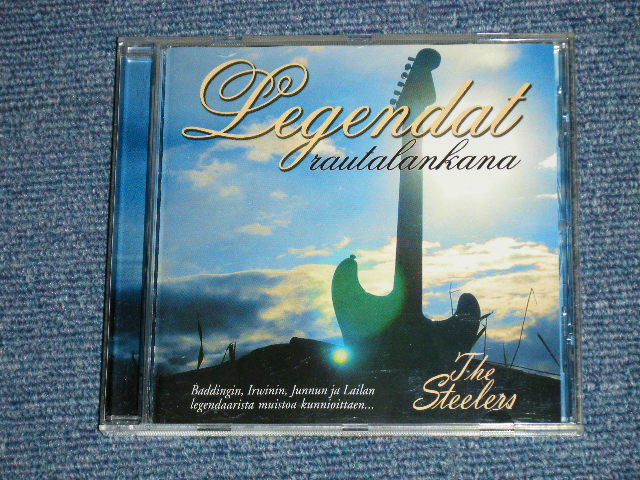 Legendat
rautalankana
Baddingin, Irwinin, Junnun ja Lailan
legendaarista muistoa kunnioittaen...
The
Steelers